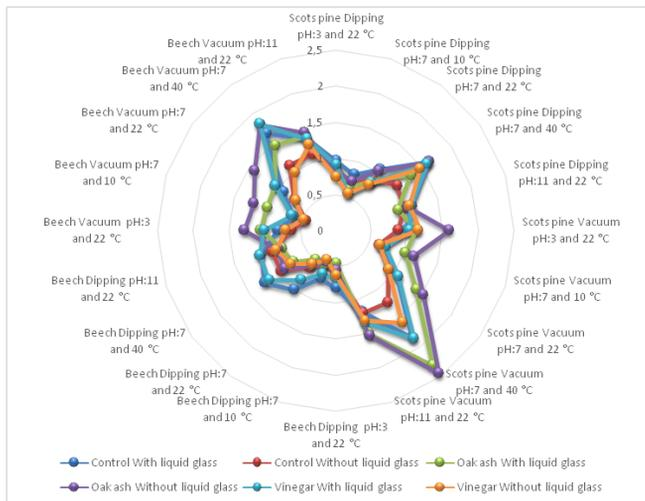 Scots pine Dipping
pH:3 and 22 °C
Scots pine Dipping
pH:7 and 10 °C
Scots pine Dipping
pH:7 and 22 °C
Scots pine Dipping
pH:7 and 40 °C
Scots pine Dipping
pH:11 and 22 °C
Scots pine Vacuum
pH:3 and 22 °C
Scots pine Vacuum
pH:7 and 10 °C
Scots pine Vacuum
pH:7 and 22 °C
Scots pine Vacuum
pH:7 and 40 °C
Scots pine Vacuum
pH:11 and 22 °C
Beech Dipping pH:3
and 22 °C
Beech Dipping pH:7
and 10 °C
Beech Dipping pH:7
and 22 °C
Beech Dipping pH:7
and 40 °C
Beech Dipping pH:11
and 22 °C
Beech Vacuum pH:3
and 22 °C
Beech Vacuum pH:7
and 10 °C
Beech Vacuum pH:7
and 22 °C
Beech Vacuum pH:7
and 40 °C
Beech Vacuum pH:11
and 22 °C
2,5
2
1,5
1
0,5
0
Control With liquid glass
Control Without liquid glass
Oak ash With liquid glass
Oak ash Without liquid glass
Vinegar With liquid glass
Vinegar Without liquid glass